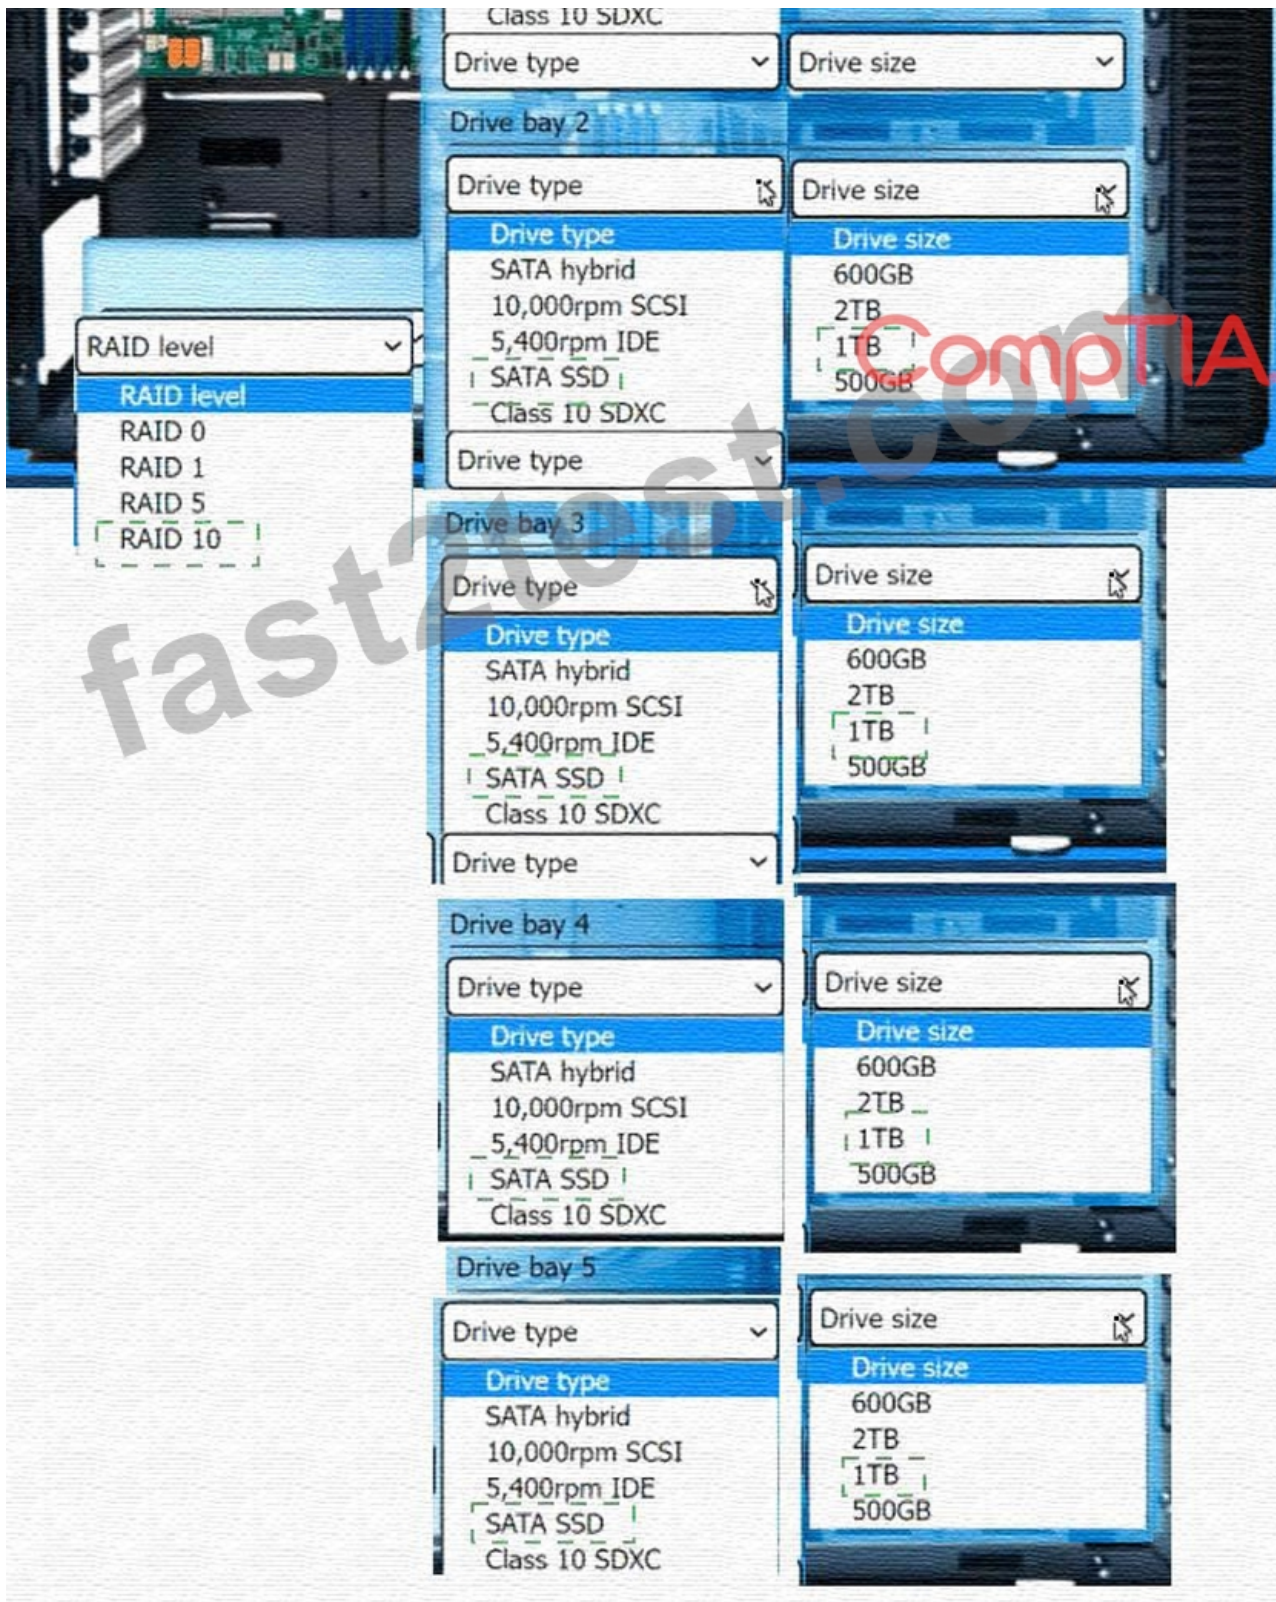 Class 10 SDXC
Drive type
Drive size
Drive bay 2
Drive type
Drive size
Drive type
SATA hybrid
10,000rpm SCSI
5,400rpm IDE
SATA SSD
Class 10 SDXC
Drive type
Drive size
600GB
2TB
1TB
500GB
CompTIA
RAID level
RAID level
RAID 0
RAID 1
RAID 5
RAID 10
fast2test.com
Drive bay 3
Drive type
Drive type
SATA hybrid
10,000rpm SCSI
5,400rpm IDE
SATA SSD
Class 10 SDXC
Drive type
Drive size
Drive size
600GB
2TB
1TB
500GB
Drive bay 4
Drive type
Drive type
SATA hybrid
10,000rpm SCSI
5,400rpm IDE
SATA SSD
Class 10 SDXC
Drive size
Drive size
600GB
2TB
1TB
500GB
Drive bay 5
Drive type
Drive type
SATA hybrid
10,000rpm SCSI
5,400rpm IDE
SATA SSD
Class 10 SDXC
Drive size
Drive size
600GB
2TB
1TB
500GB